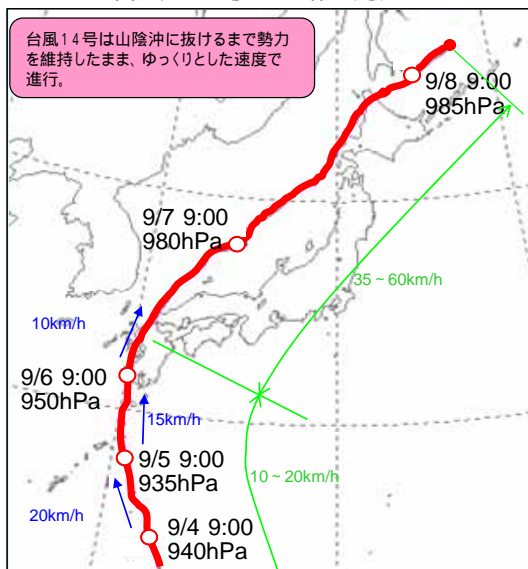 台風14号は山陰沖に抜けるまで勢力
を維持したまま、ゆっくりとした速度で
進行。
9/8 9:00
985hPa
9/7 9:00
980hPa
35~60km/h
10km/h
9/6 9:00
950hPa
15km/h
9/5 9:00
935hPa
10~20km/h
20km/h
9/4 9:00
940hPa